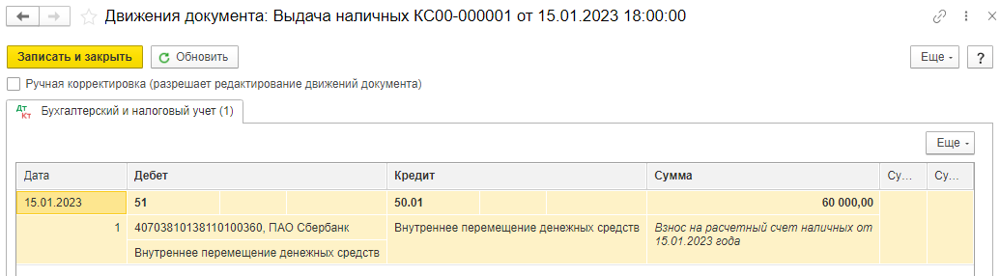 Движения документа: Выдача наличных КС00-000001 от 15.01.2023 18:00:00
Записать и закрыть
Обновить
Еще
?
Ручная корректировка (разрешает редактирование движений документа)
Дт
Кт
Бухгалтерский и налоговый учет (1)
Еще
Дата
Дебет
Кредит
Сумма
Су...
Су...
15.01.2023
51
50.01
60 000,00
1
40703810138110100360, ПАО Сбербанк
Внутреннее перемещение денежных средств
Взнос на расчетный счет наличных от
15.01.2023 года
Внутреннее перемещение денежных средств